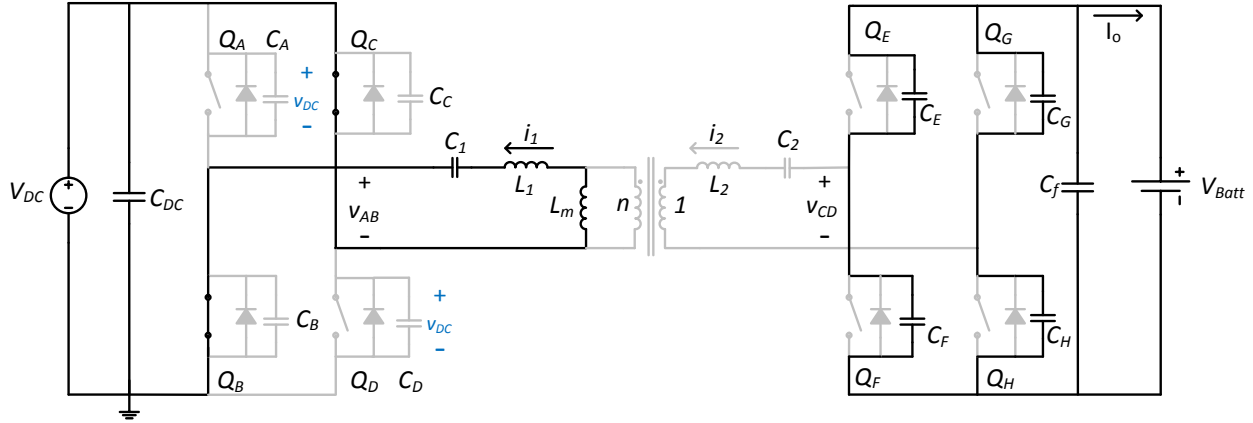 Q_A C_A Q_C Q_E Q_G I_o
+ v_DC − C_C C_E C_G
V_DC + − C_DC C_1 i_1 i_2 C_2
+ v_AB − L_1 L_m n 1 L_2 + v_CD − C_f + − V_Batt
C_B + v_DC − C_F C_H
Q_B Q_D C_D Q_F Q_H